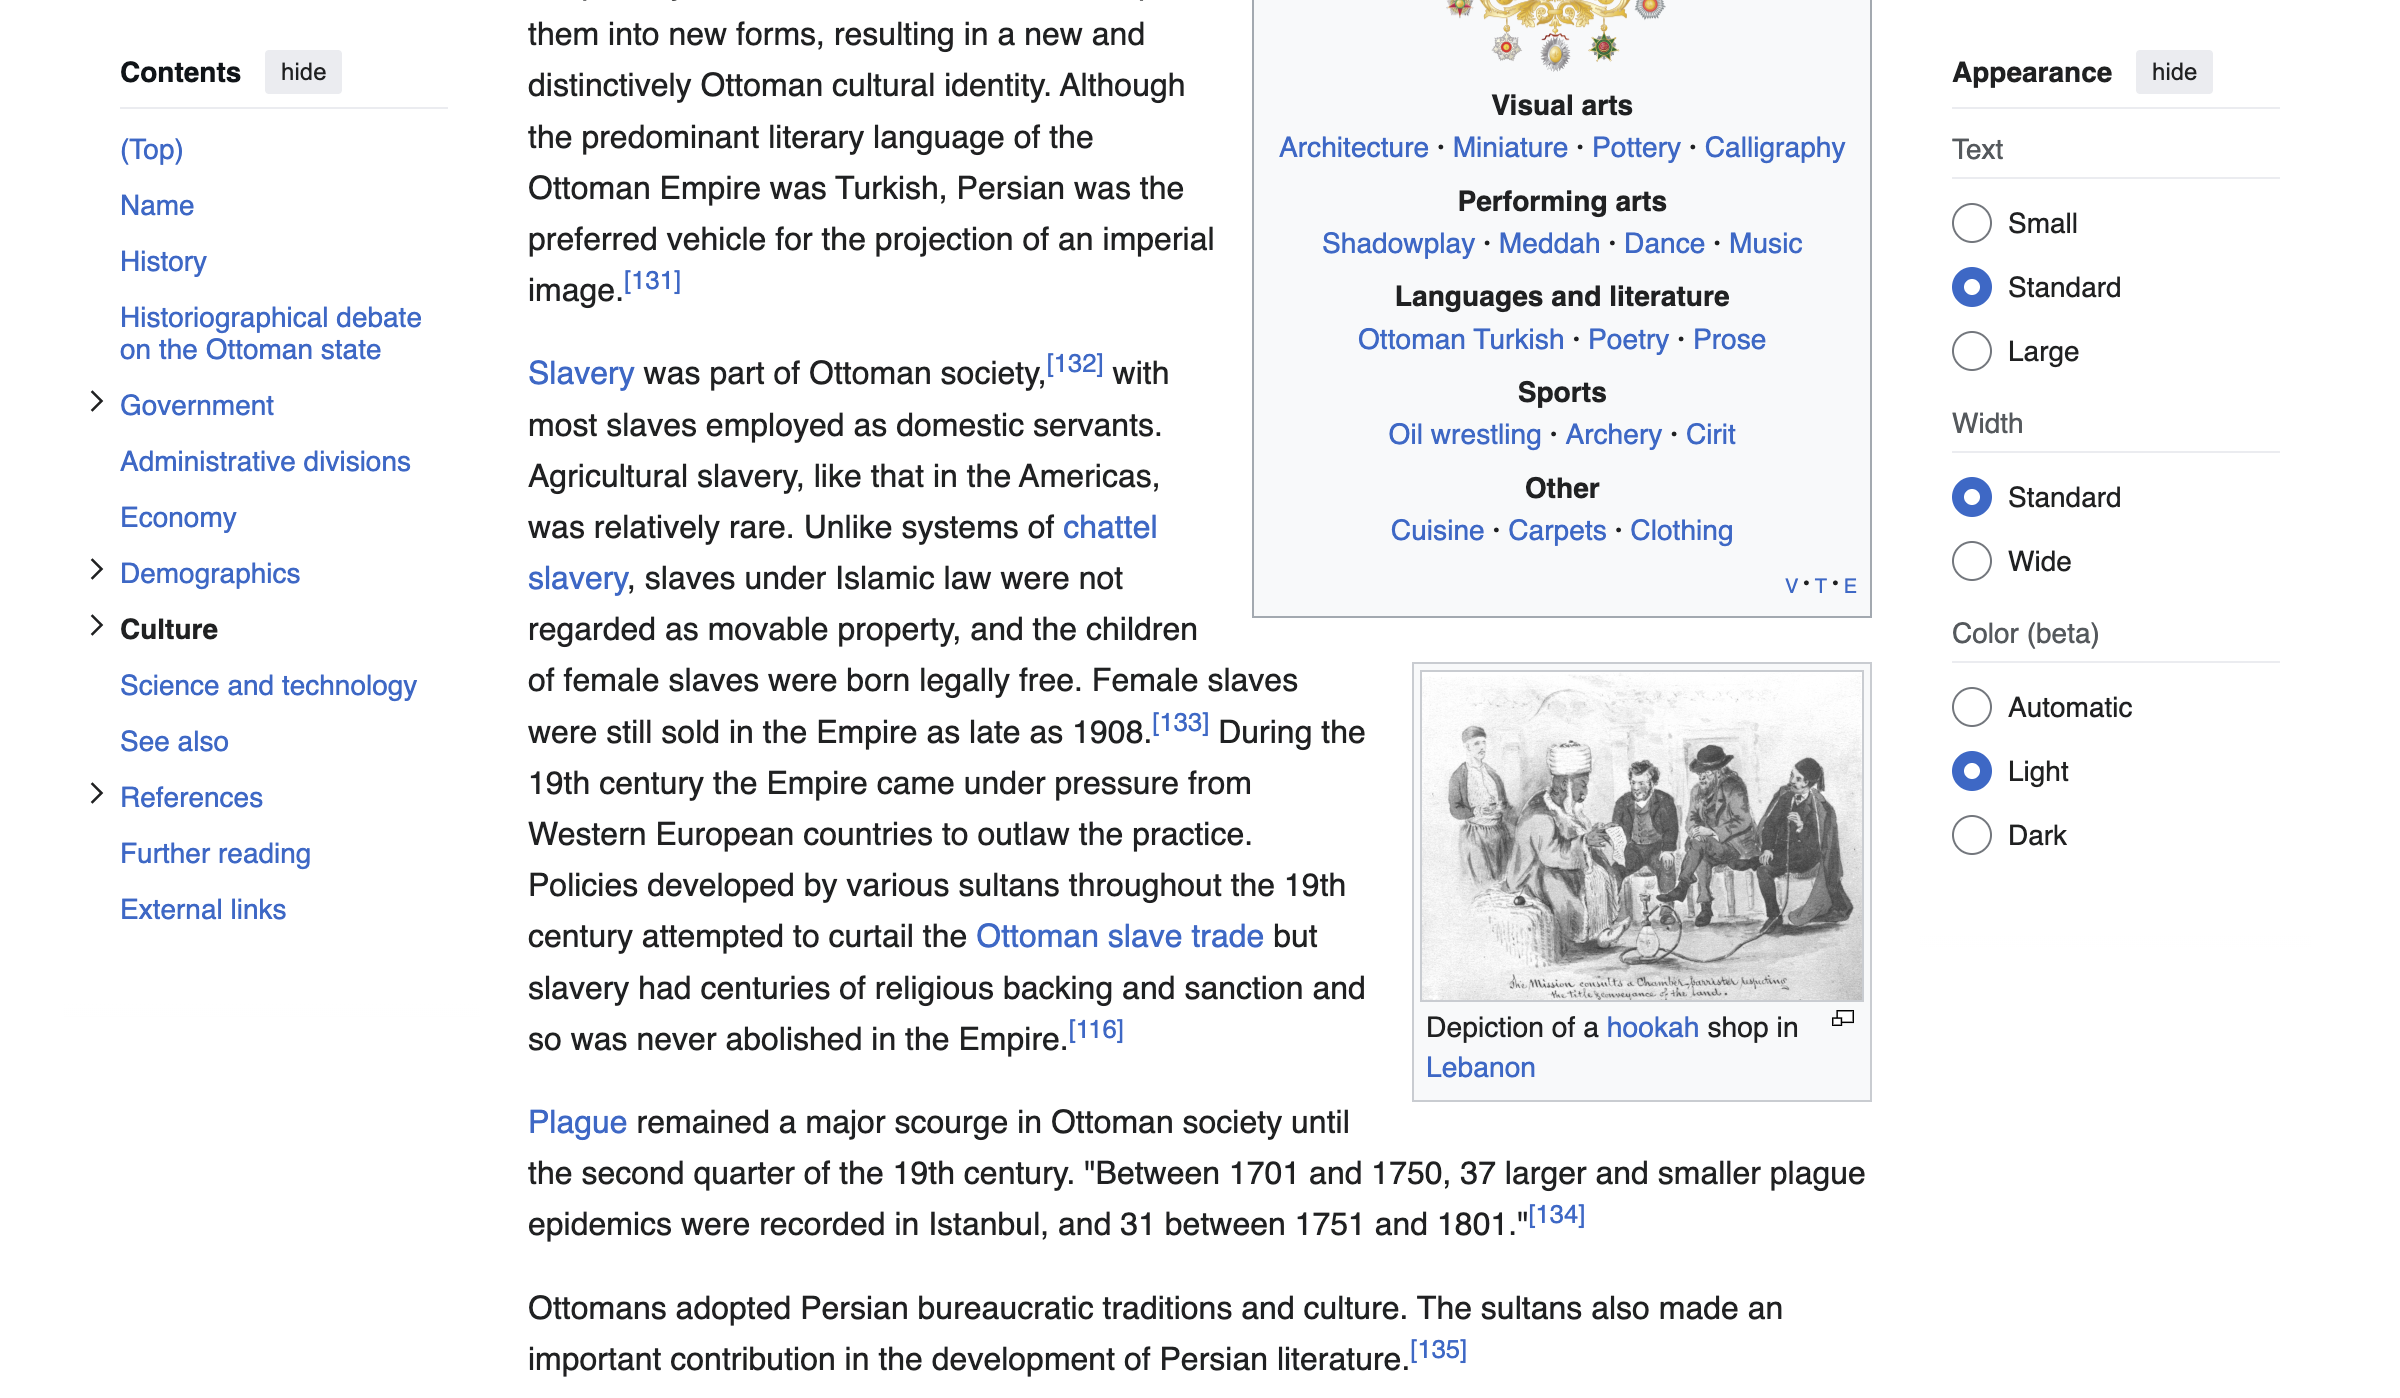 Contents hide
(Top)
Name
History
Historiographical debate
on the Ottoman state
Government
Administrative divisions
Economy
Demographics
Culture
Science and technology
See also
References
Further reading
External links
them into new forms, resulting in a new and
distinctively Ottoman cultural identity. Although
the predominant literary language of the
Ottoman Empire was Turkish, Persian was the
preferred vehicle for the projection of an imperial
image.[131]
Slavery was part of Ottoman society,[132] with
most slaves employed as domestic servants.
Agricultural slavery, like that in the Americas,
was relatively rare. Unlike systems of chattel
slavery, slaves under Islamic law were not
regarded as movable property, and the children
of female slaves were born legally free. Female slaves
were still sold in the Empire as late as 1908.[133] During the
19th century the Empire came under pressure from
Western European countries to outlaw the practice.
Policies developed by various sultans throughout the 19th
century attempted to curtail the Ottoman slave trade but
slavery had centuries of religious backing and sanction and
so was never abolished in the Empire.[116]
Plague remained a major scourge in Ottoman society until
the second quarter of the 19th century. "Between 1701 and 1750, 37 larger and smaller plague
epidemics were recorded in Istanbul, and 31 between 1751 and 1801."[134]
Ottomans adopted Persian bureaucratic traditions and culture. The sultans also made an
important contribution in the development of Persian literature.[135]
Visual arts
Architecture · Miniature · Pottery · Calligraphy
Performing arts
Shadowplay · Meddah · Dance · Music
Languages and literature
Ottoman Turkish · Poetry · Prose
Sports
Oil wrestling · Archery · Cirit
Other
Cuisine · Carpets · Clothing
V · T · E
The Mission consults a Chamber-barrister respecting
the title & conveyance of the land.
Depiction of a hookah shop in
Lebanon
Appearance hide
Text
Small
Standard
Large
Width
Standard
Wide
Color (beta)
Automatic
Light
Dark